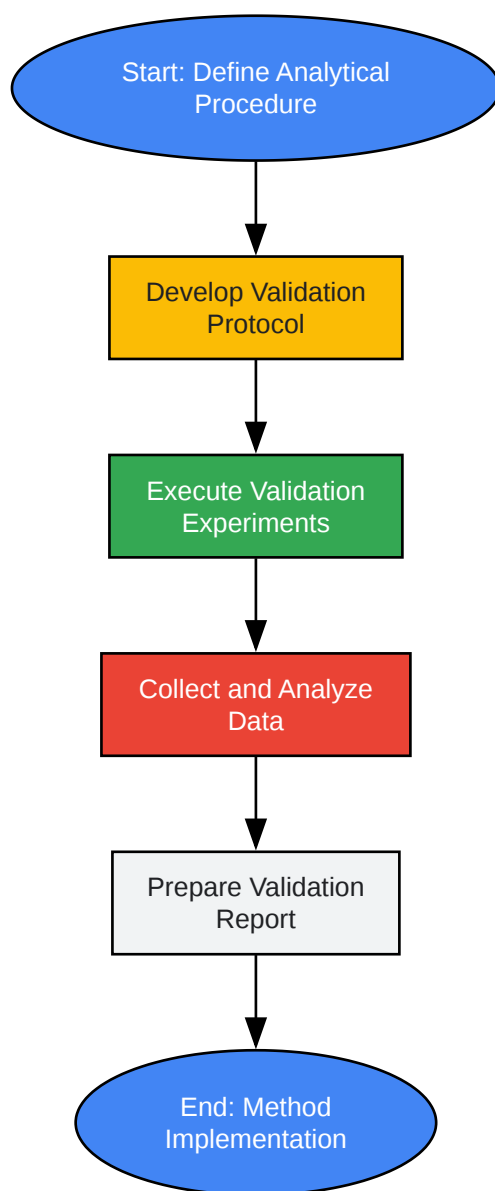 Start: Define Analytical
Procedure
Develop Validation
Protocol
Execute Validation
Experiments
Collect and Analyze
Data
Prepare Validation
Report
End: Method
Implementation